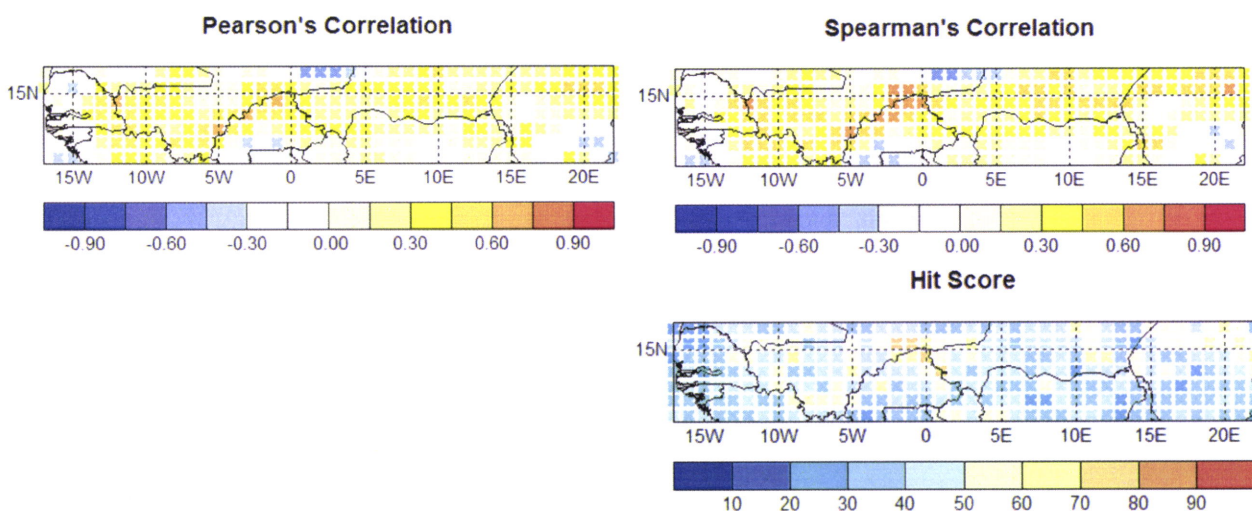 Pearson's Correlation
Spearman's Correlation
15N
15W 10W 5W 0 5E 10E 15E 20E
-0.90 -0.60 -0.30 0.00 0.30 0.60 0.90
15N
15W 10W 5W 0 5E 10E 15E 20E
-0.90 -0.60 -0.30 0.00 0.30 0.60 0.90
Hit Score
15N
15W 10W 5W 0 5E 10E 15E 20E
10 20 30 40 50 60 70 80 90